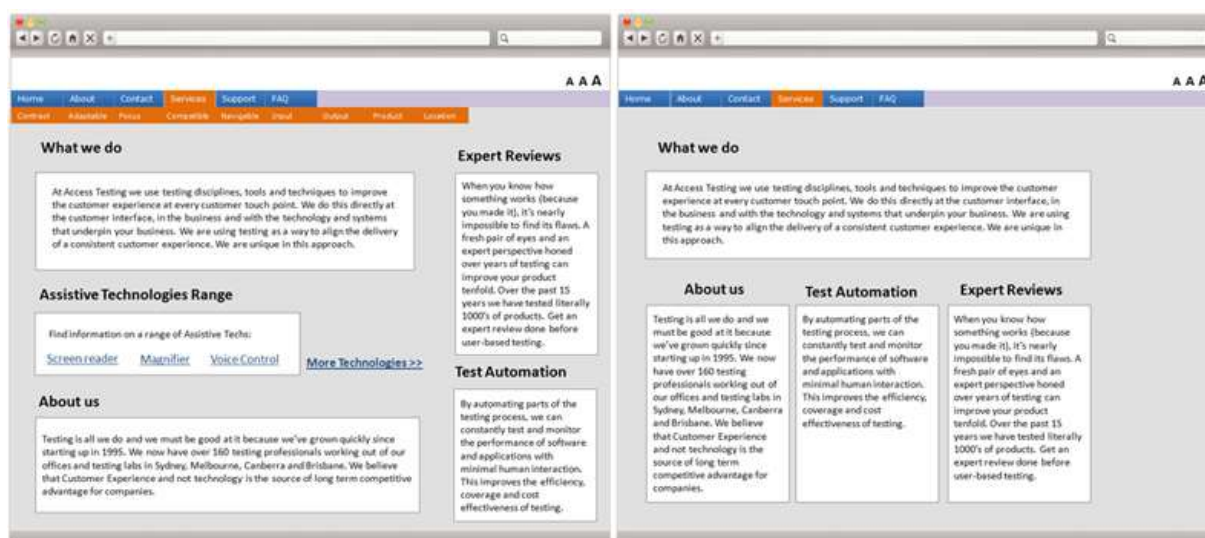 A A A
Home About Contact Services Support FAQ
Contrast Adaptable Focus Compatible Navigable Input Output Product Location
What we do
At Access Testing we use testing disciplines, tools and techniques to improve
the customer experience at every customer touch point. We do this directly at
the customer interface, in the business and with the technology and systems
that underpin your business. We are using testing as a way to align the delivery
of a consistent customer experience. We are unique in this approach.
Assistive Technologies Range
Find information on a range of Assistive Techs:
Screen reader Magnifier Voice Control
More Technologies >>
About us
Testing is all we do and we must be good at it because we've grown quickly since
starting up in 1995. We now have over 160 testing professionals working out of our
offices and testing labs in Sydney, Melbourne, Canberra and Brisbane. We believe
that Customer Experience and not technology is the source of long term competitive
advantage for companies.
Expert Reviews
When you know how
something works (because
you made it), it's nearly
impossible to find its flaws. A
fresh pair of eyes and an
expert perspective honed
over years of testing can
improve your product
tenfold. Over the past 15
years we have tested literally
1000's of products. Get an
expert review done before
user-based testing.
Test Automation
By automating parts of the
testing process, we can
constantly test and monitor
the performance of software
and applications with
minimal human interaction.
This improves the efficiency,
coverage and cost
effectiveness of testing.
A A A
Home About Contact Services Support FAQ
What we do
At Access Testing we use testing disciplines, tools and techniques to improve the customer
experience at every customer touch point. We do this directly at the customer interface, in
the business and with the technology and systems that underpin your business. We are using
testing as a way to align the delivery of a consistent customer experience. We are unique in
this approach.
About us
Testing is all we do and we
must be good at it because
we've grown quickly since
starting up in 1995. We now
have over 160 testing
professionals working out of
our offices and testing labs in
Sydney, Melbourne, Canberra
and Brisbane. We believe
that Customer Experience
and not technology is the
source of long term
competitive advantage for
companies.
Test Automation
By automating parts of the
testing process, we can
constantly test and monitor
the performance of software
and applications with
minimal human interaction.
This improves the efficiency,
coverage and cost
effectiveness of testing.
Expert Reviews
When you know how
something works (because
you made it), it's nearly
impossible to find its flaws. A
fresh pair of eyes and an
expert perspective honed
over years of testing can
improve your product
tenfold. Over the past 15
years we have tested literally
1000's of products. Get an
expert review done before
user-based testing.